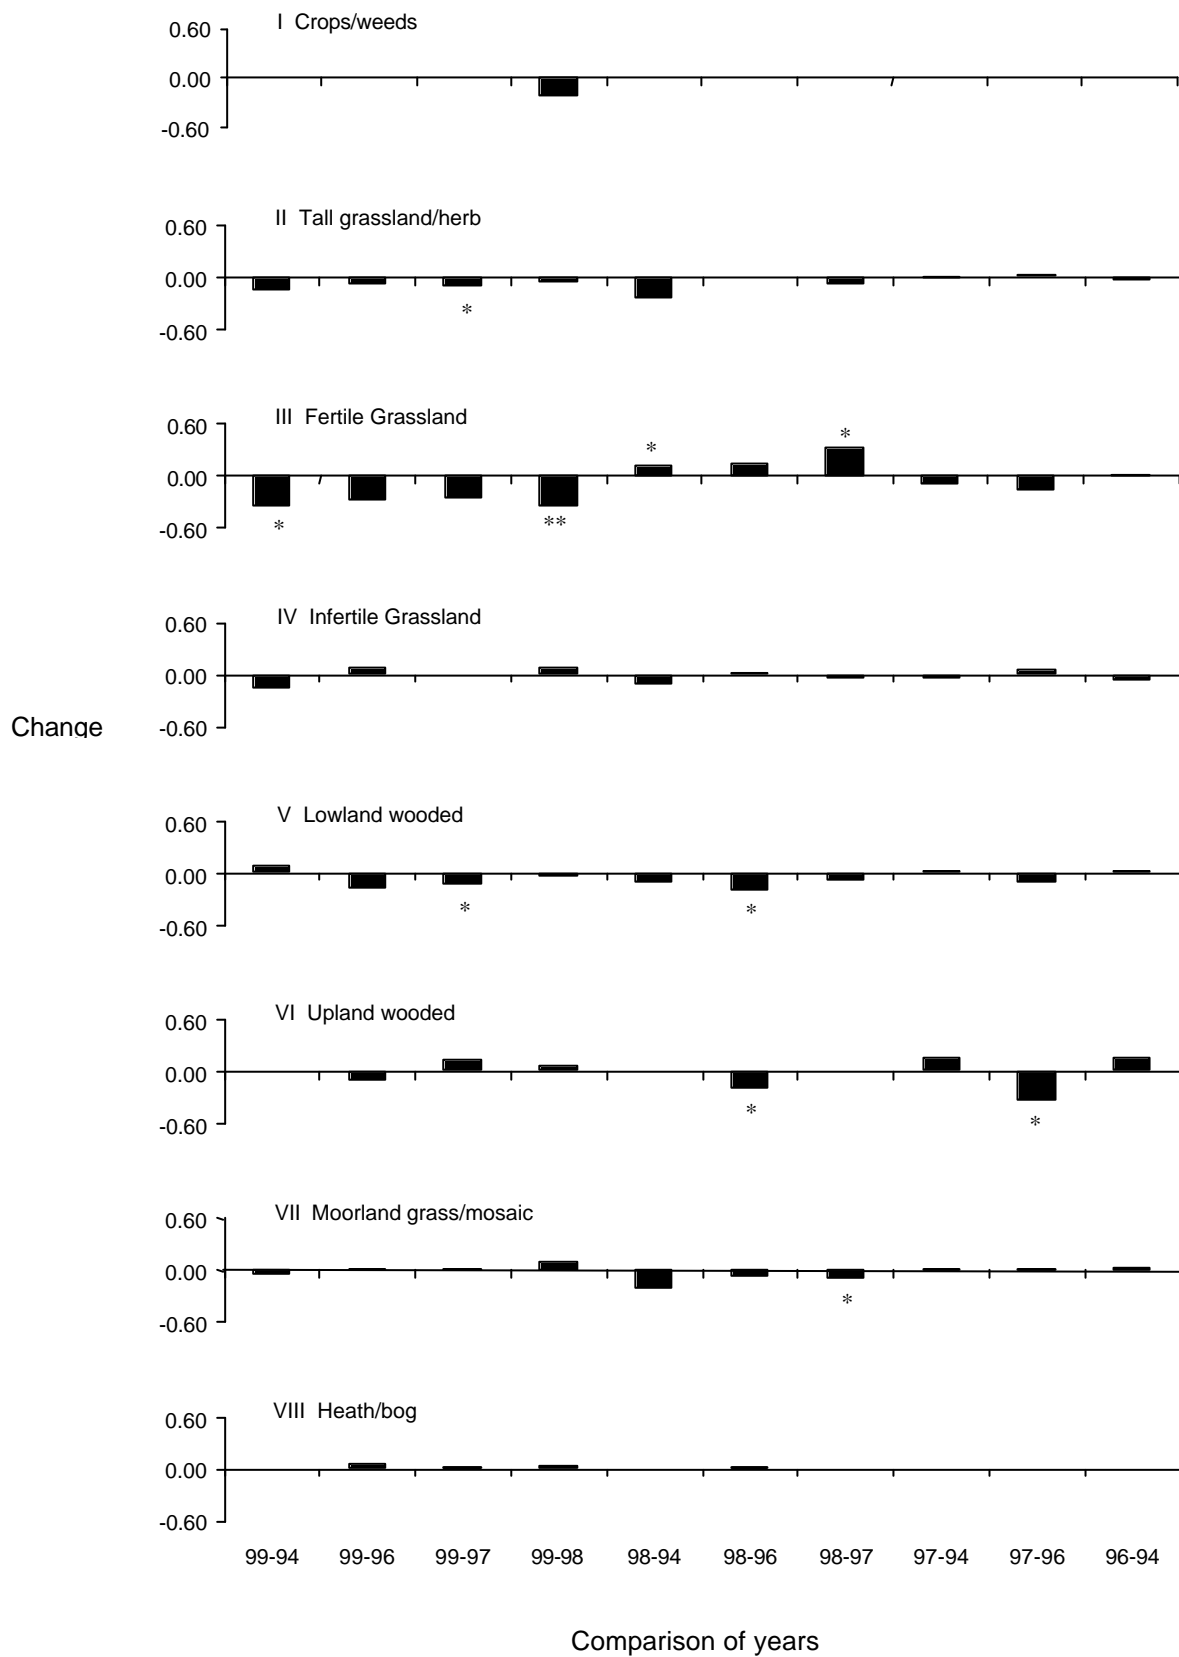 I Crops/weeds
0.60
0.00
-0.60
II Tall grassland/herb
0.60
0.00
-0.60
*
III Fertile Grassland
0.60
0.00
-0.60
* ** * *
IV Infertile Grassland
0.60
0.00
-0.60
Change
V Lowland wooded
0.60
0.00
-0.60
* *
VI Upland wooded
0.60
0.00
-0.60
* *
VII Moorland grass/mosaic
0.60
0.00
-0.60
*
VIII Heath/bog
0.60
0.00
-0.60
99-94 99-96 99-97 99-98 98-94 98-96 98-97 97-94 97-96 96-94
Comparison of years